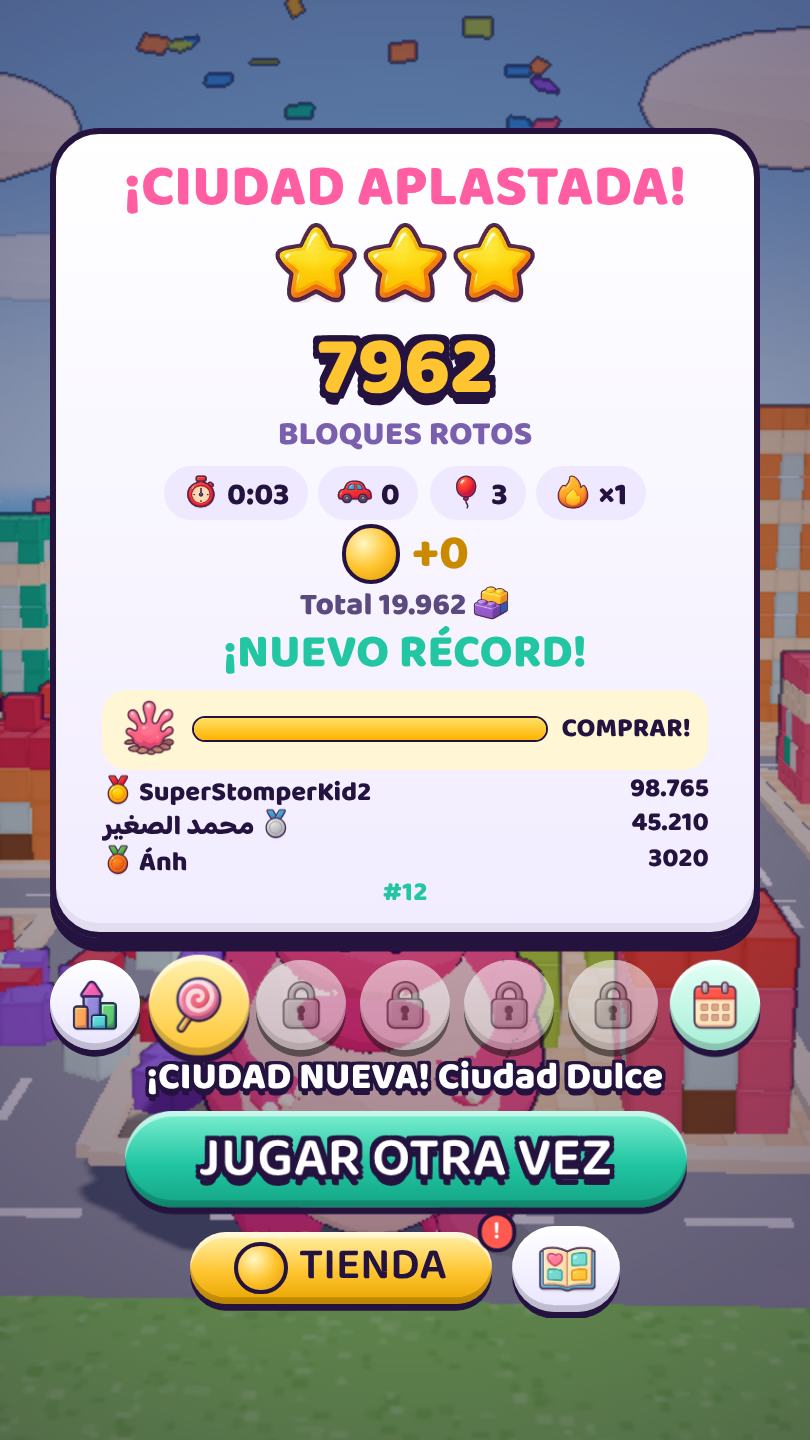 ¡CIUDAD APLASTADA!
7962
BLOQUES ROTOS
0:03 0 3 ×1
+0
Total 19.962
¡NUEVO RÉCORD!
COMPRAR!
SuperStomperKid2 98.765
محمد الصغير 45.210
Ánh 3020
#12
¡CIUDAD NUEVA! Ciudad Dulce
JUGAR OTRA VEZ
!
TIENDA